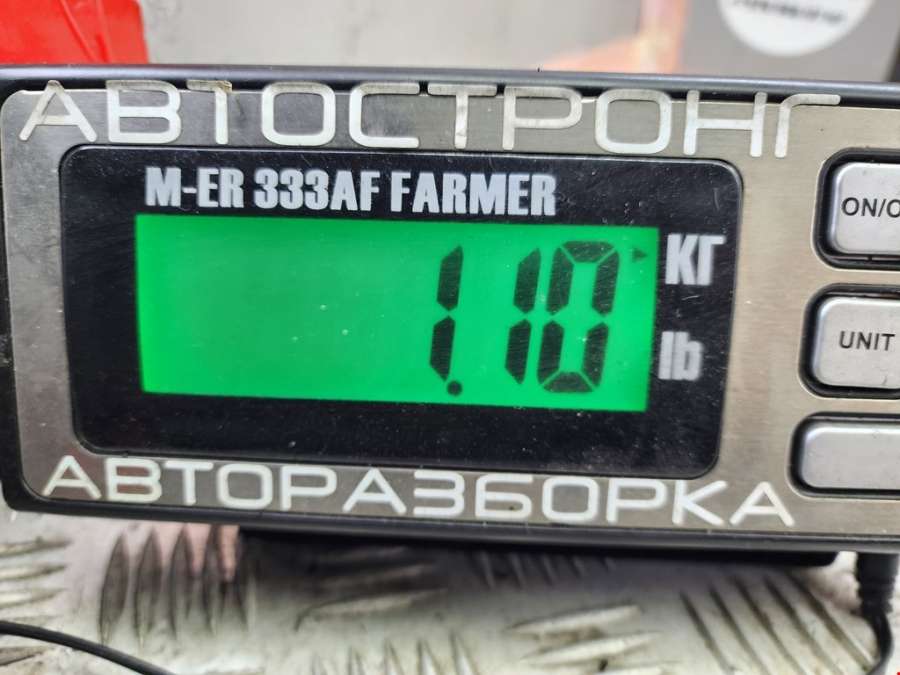 АВТОСТРОНГ
M-ER 333AF FARMER
1.10
КГ
lb
ON/O
UNIT
АВТОРАЗБОРКА